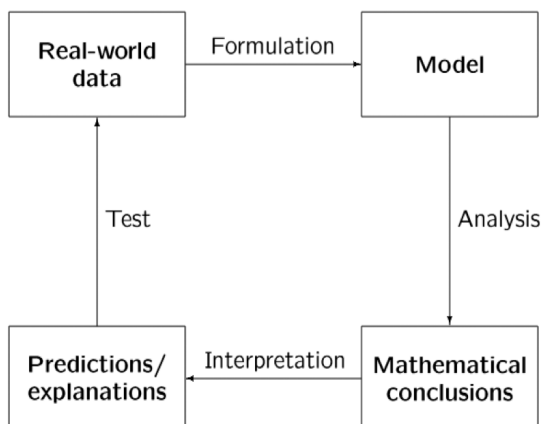 Real-world
data
Formulation
Model
Test
Analysis
Predictions/
explanations
Interpretation
Mathematical
conclusions